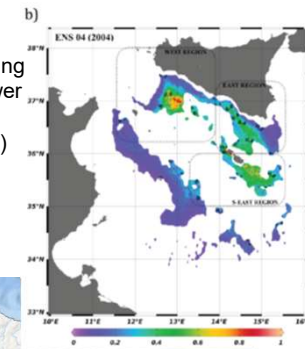 b)
ing
wer
)
ENS 04 (2004)
WEST REGION
EAST REGION
S-EAST REGION
38°N
37°N
36°N
35°N
34°N
33°N
10°E
11°E
12°E
13°E
14°E
15°E
16
0
0.2
0.4
0.6
0.8
1